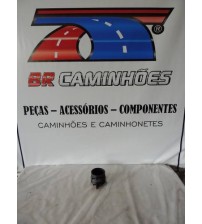 BR CAMINHÕES
PEÇAS – ACESSÓRIOS – COMPONENTES
CAMINHÕES E CAMINHONETES